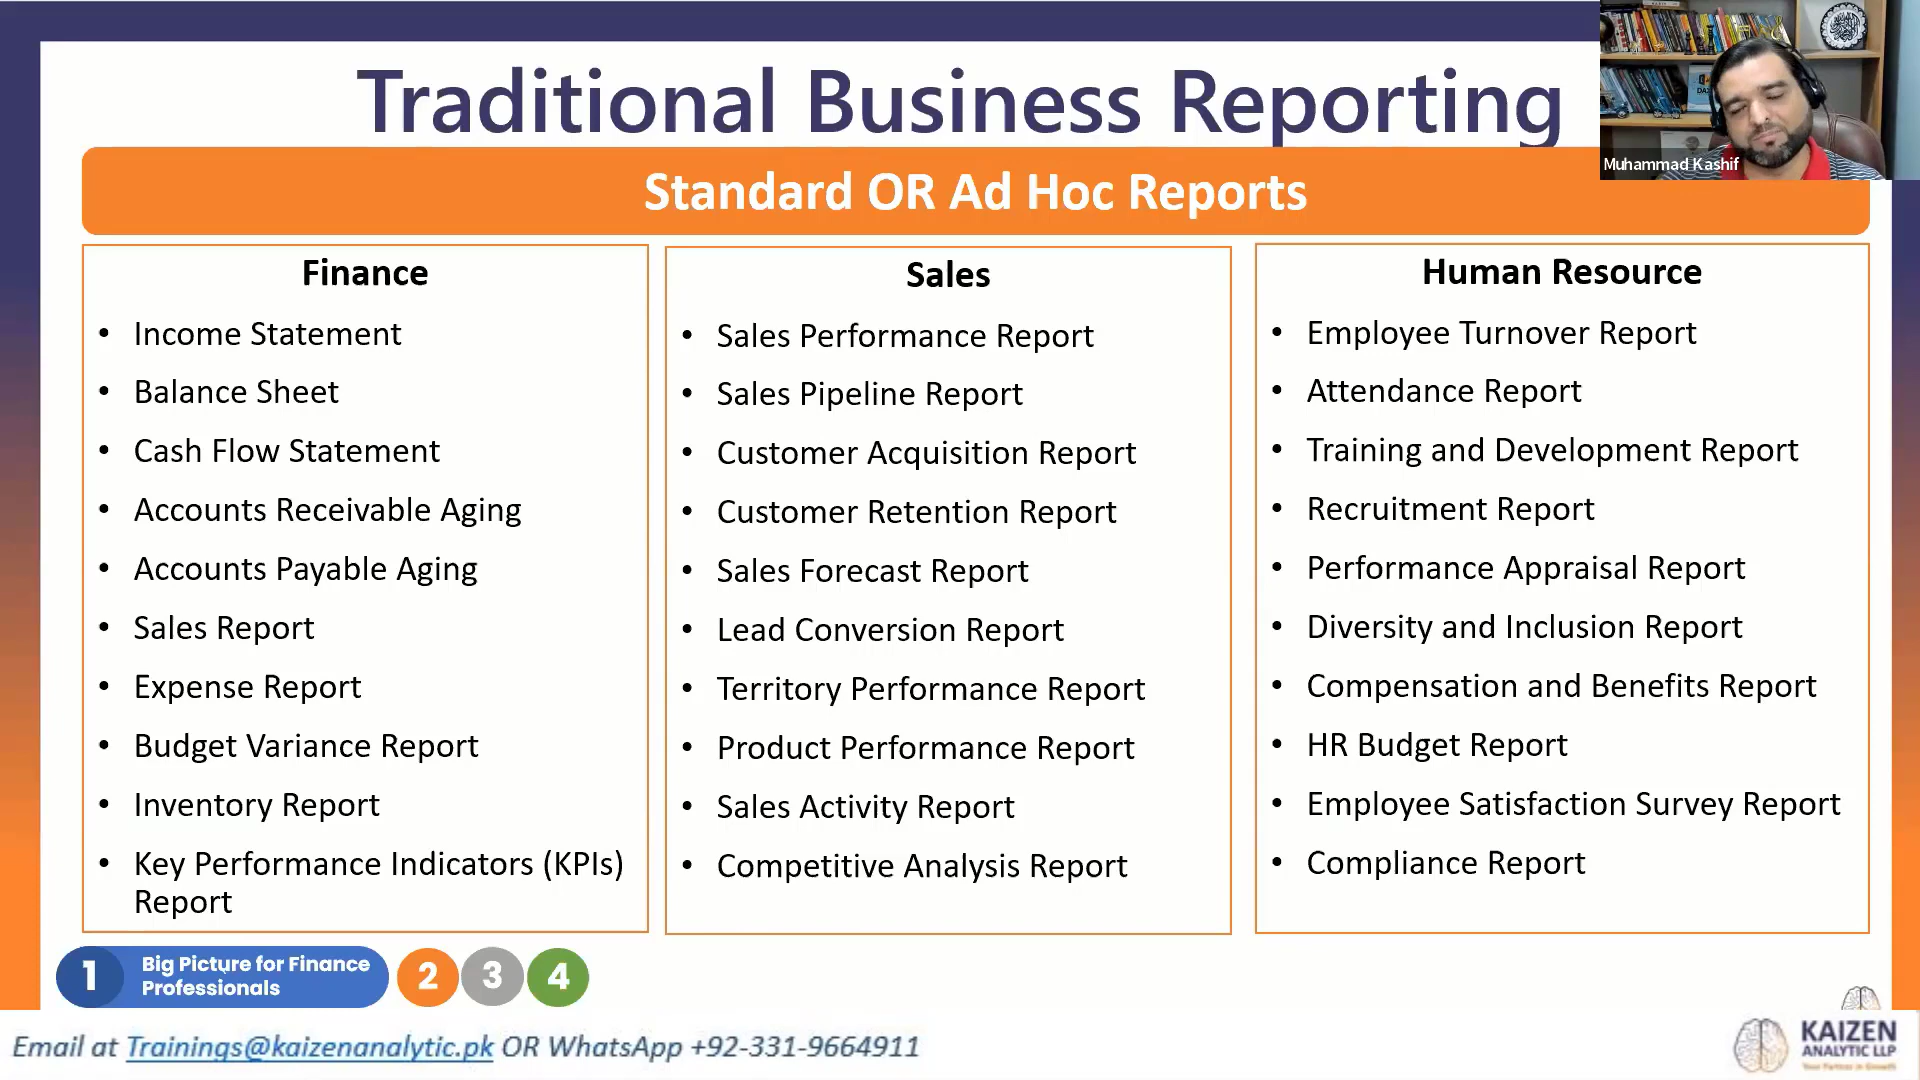 Traditional Business Reporting
Muhammad Kashif
Standard OR Ad Hoc Reports
Finance
• Income Statement
• Balance Sheet
• Cash Flow Statement
• Accounts Receivable Aging
• Accounts Payable Aging
• Sales Report
• Expense Report
• Budget Variance Report
• Inventory Report
• Key Performance Indicators (KPIs)
Report
Sales
• Sales Performance Report
• Sales Pipeline Report
• Customer Acquisition Report
• Customer Retention Report
• Sales Forecast Report
• Lead Conversion Report
• Territory Performance Report
• Product Performance Report
• Sales Activity Report
• Competitive Analysis Report
Human Resource
• Employee Turnover Report
• Attendance Report
• Training and Development Report
• Recruitment Report
• Performance Appraisal Report
• Diversity and Inclusion Report
• Compensation and Benefits Report
• HR Budget Report
• Employee Satisfaction Survey Report
• Compliance Report
1
Big Picture for Finance
Professionals
2 3 4
Email at Trainings@kaizenanalytic.pk OR WhatsApp +92-331-9664911
KAIZEN
ANALYTIC LLP
Your Partner in Growth